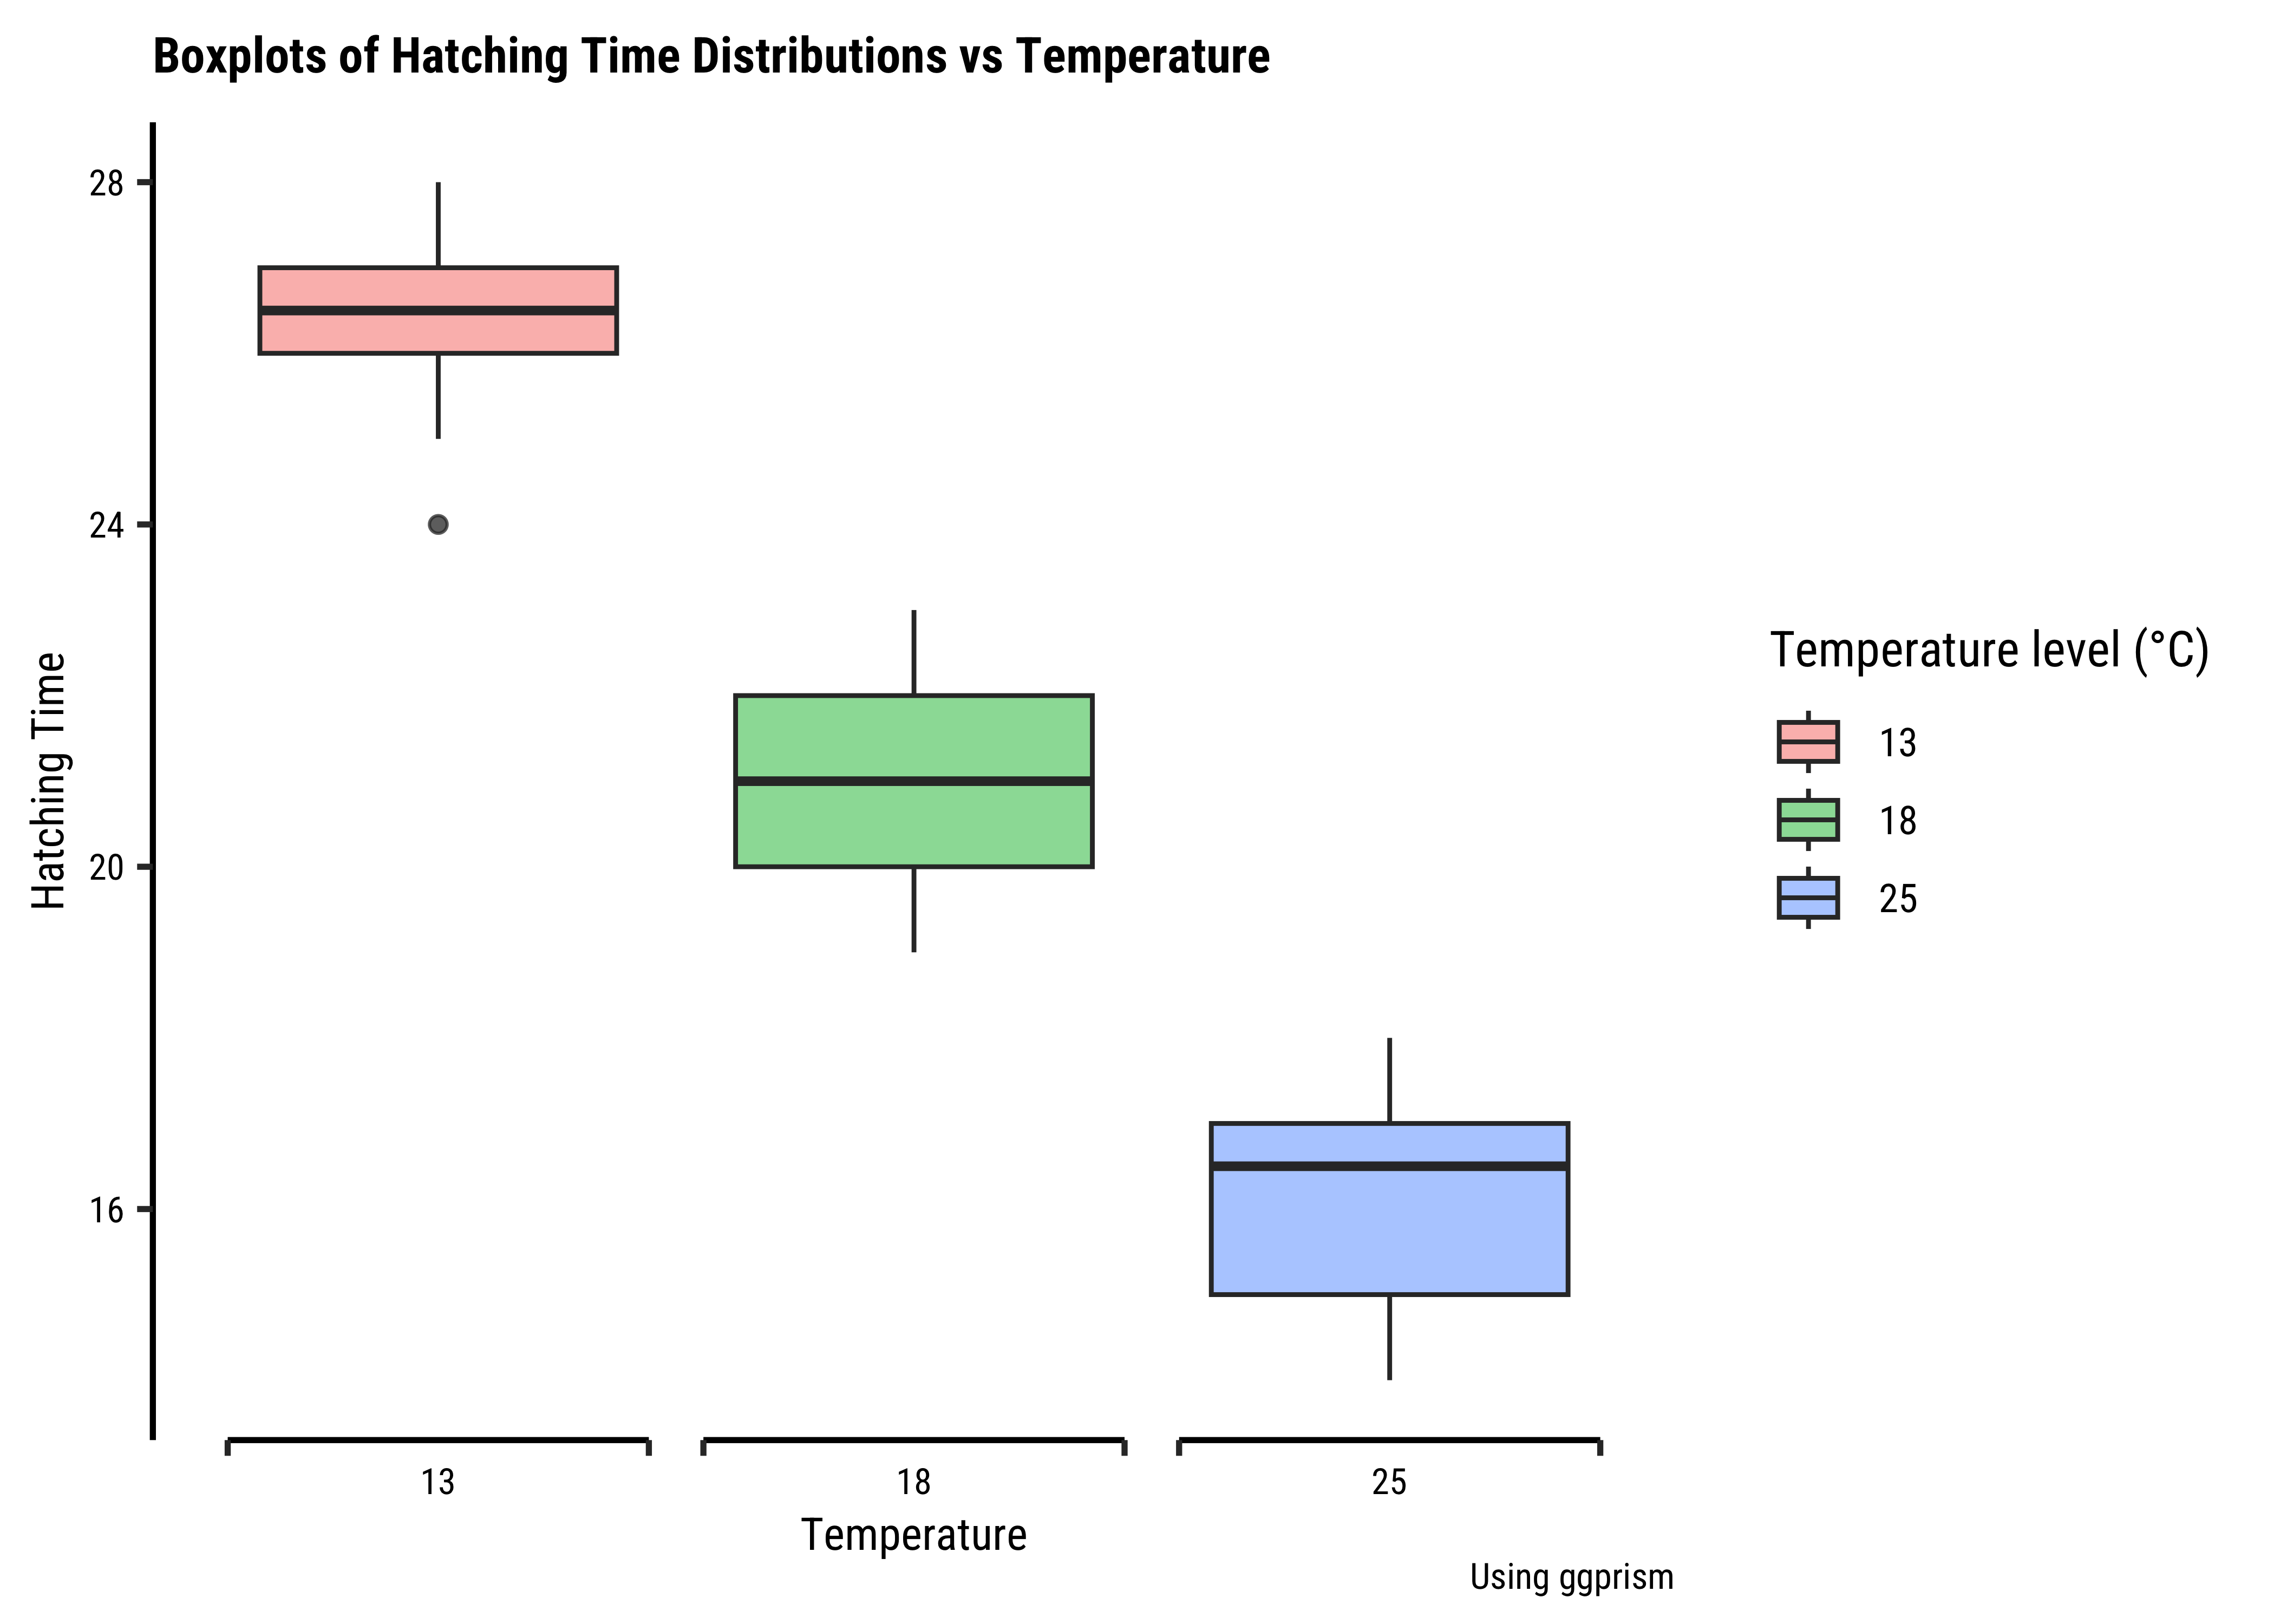 Boxplots of Hatching Time Distributions vs Temperature
28
24
20
16
Hatching Time
13
18
25
Temperature
Temperature level (°C)
13
18
25
Using ggprism